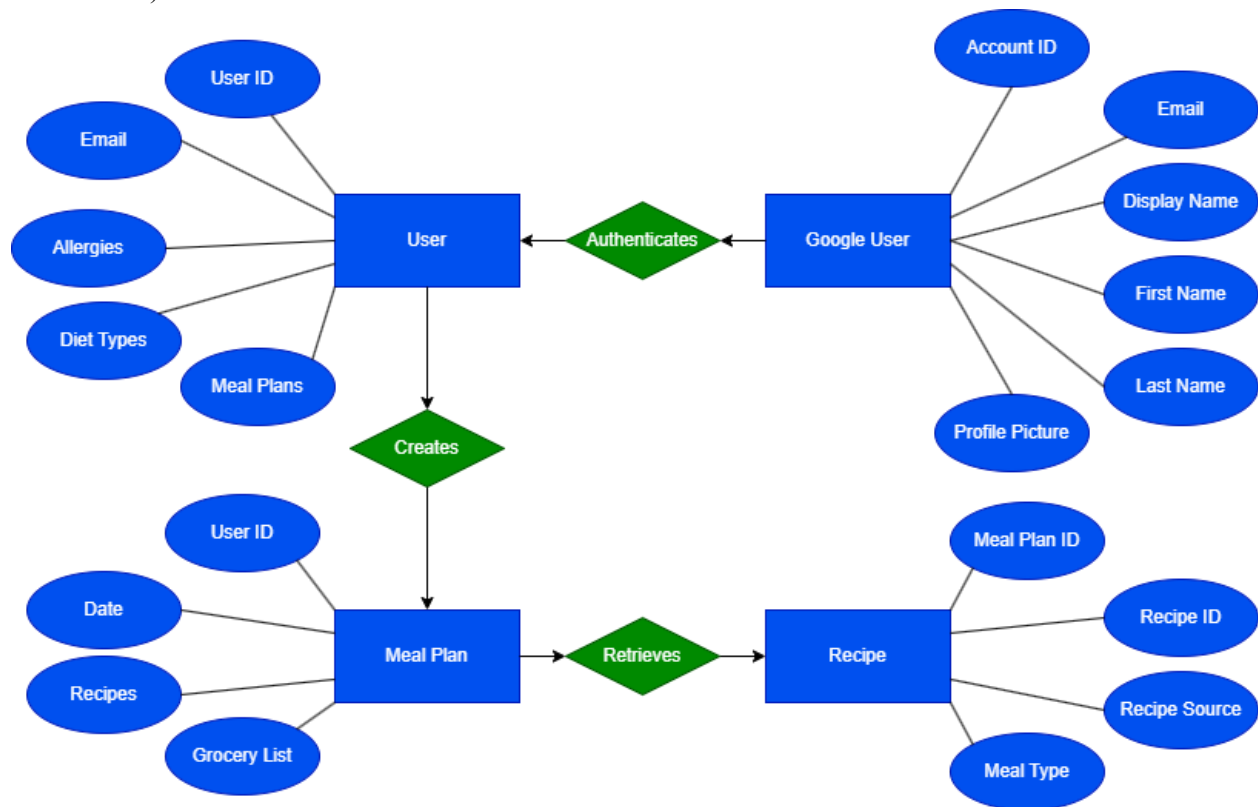 User ID
Account ID
Email
Email
Allergies
Display Name
User
Authenticates
Google User
Diet Types
First Name
Meal Plans
Last Name
Creates
Profile Picture
User ID
Meal Plan ID
Date
Recipe ID
Meal Plan
Retrieves
Recipe
Recipes
Recipe Source
Grocery List
Meal Type